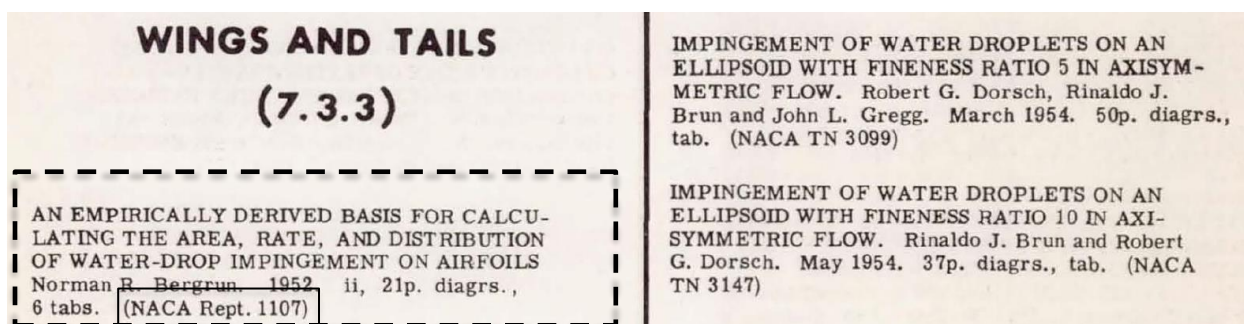 WINGS AND TAILS
(7.3.3)
AN EMPIRICALLY DERIVED BASIS FOR CALCU-
LATING THE AREA, RATE, AND DISTRIBUTION
OF WATER-DROP IMPINGEMENT ON AIRFOILS
Norman R. Bergrun. 1952 ii, 21p. diagrs.,
6 tabs. (NACA Rept. 1107)
IMPINGEMENT OF WATER DROPLETS ON AN
ELLIPSOID WITH FINENESS RATIO 5 IN AXISYM-
METRIC FLOW. Robert G. Dorsch, Rinaldo J.
Brun and John L. Gregg. March 1954. 50p. diagrs.,
tab. (NACA TN 3099)
IMPINGEMENT OF WATER DROPLETS ON AN
ELLIPSOID WITH FINENESS RATIO 10 IN AXI-
SYMMETRIC FLOW. Rinaldo J. Brun and Robert
G. Dorsch. May 1954. 37p. diagrs., tab. (NACA
TN 3147)